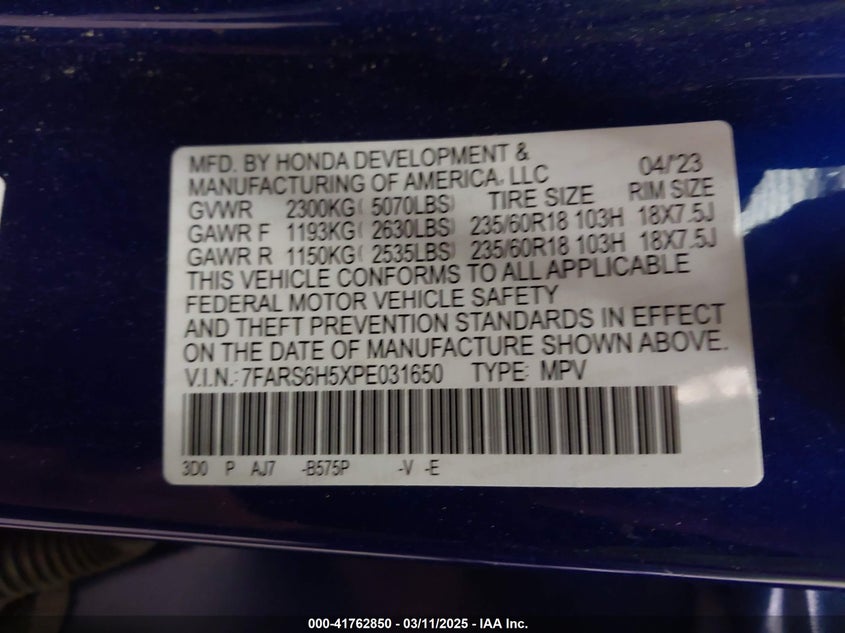 MFD. BY HONDA DEVELOPMENT & 04/'23
MANUFACTURING OF AMERICA, LLC
TIRE SIZE RIM SIZE
GVWR 2300KG( 5070LBS)
GAWR F 1193KG( 2630LBS) 235/60R18 103H 18X7.5J
GAWR R 1150KG( 2535LBS) 235/60R18 103H 18X7.5J
THIS VEHICLE CONFORMS TO ALL APPLICABLE
FEDERAL MOTOR VEHICLE SAFETY
AND THEFT PREVENTION STANDARDS IN EFFECT
ON THE DATE OF MANUFACTURE SHOWN ABOVE.
V.I.N.: 7FARS6H5XPE031650 TYPE: MPV
3D0 P AJ7 -B575P -V -E
000-41762850 - 03/11/2025 - IAA Inc.